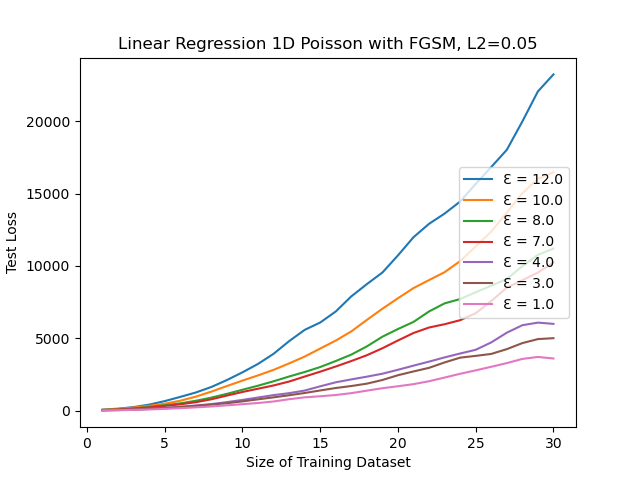 Linear Regression 1D Poisson with FGSM, L2=0.05
Test Loss
20000
15000
10000
5000
0
Ɛ = 12.0
Ɛ = 10.0
Ɛ = 8.0
Ɛ = 7.0
Ɛ = 4.0
Ɛ = 3.0
Ɛ = 1.0
0 5 10 15 20 25 30
Size of Training Dataset